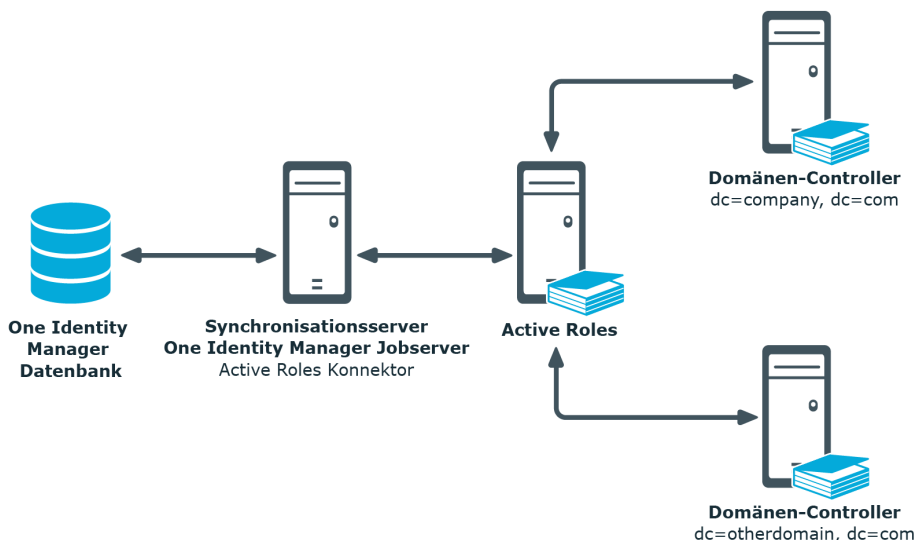 Domänen-Controller
dc=company, dc=com
One Identity
Manager
Datenbank
Synchronisationsserver
One Identity Manager Jobserver
Active Roles Konnektor
Active Roles
Domänen-Controller
dc=otherdomain, dc=com